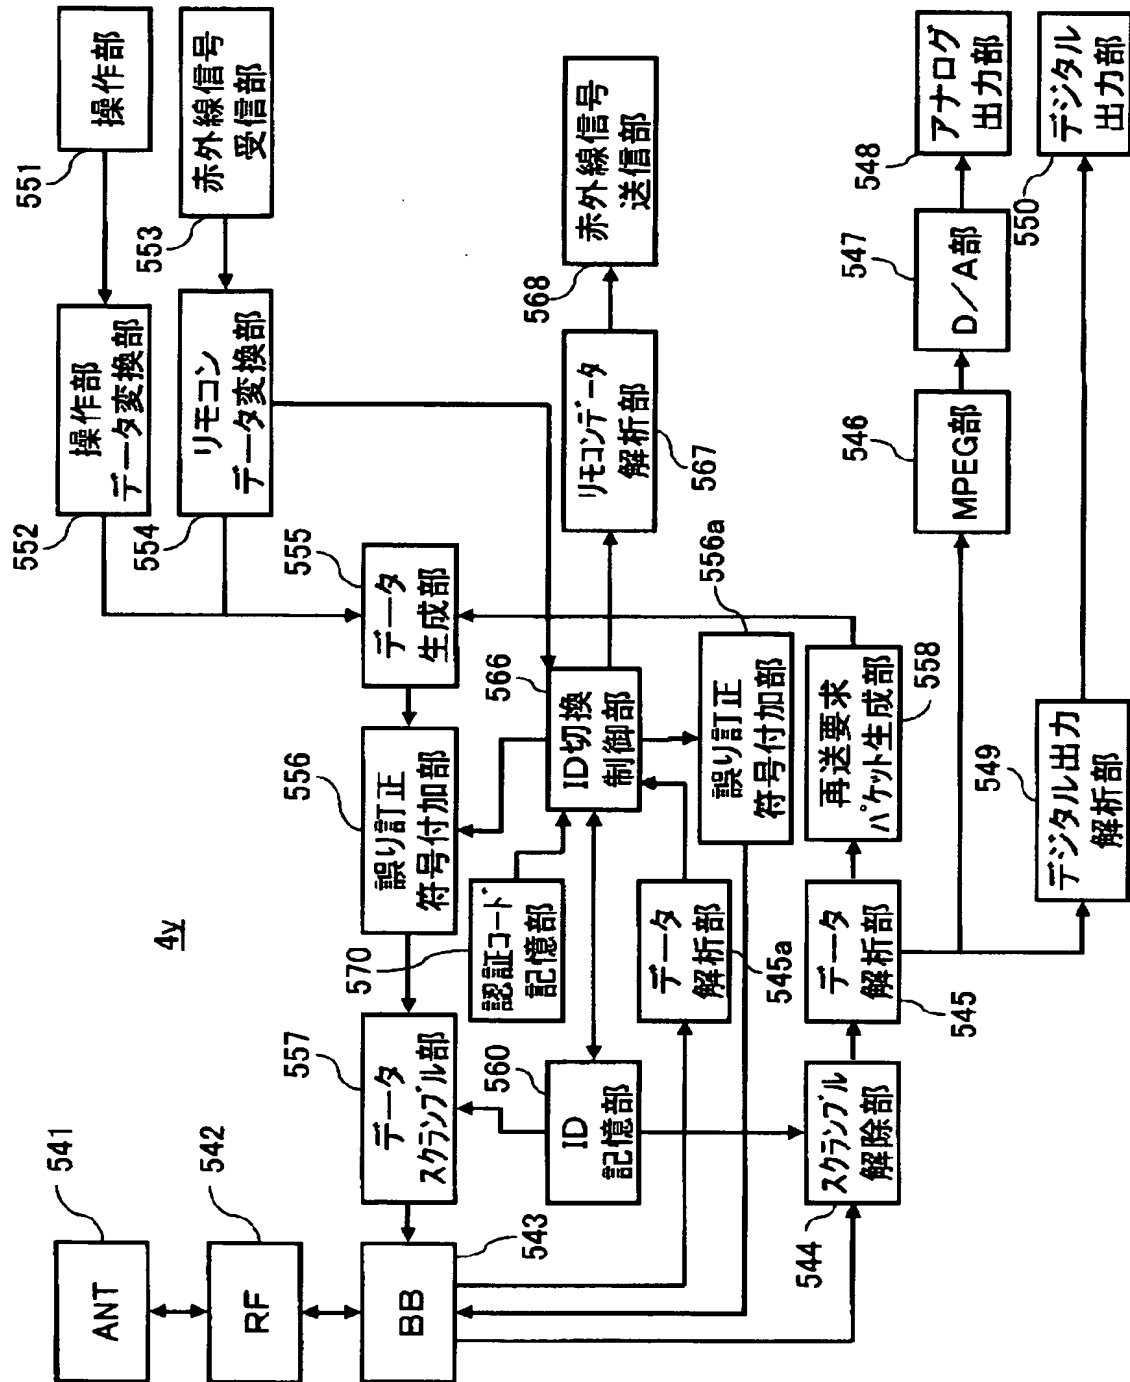 4y
ANT
541
RF
542
BB
543
データ
スクランブル部
557
誤り訂正
符号付加部
556
データ
生成部
555
操作部
データ変換部
552
操作部
551
リモコン
データ変換部
554
赤外線信号
受信部
553
認証コード
記憶部
570
ID
記憶部
560
ID切換
制御部
566
リモコンデータ
解析部
567
赤外線信号
送信部
568
データ
解析部
545a
誤り訂正
符号付加部
556a
スクランブル
解除部
544
データ
解析部
545
再送要求
パケット生成部
558
MPEG部
546
D/A部
547
アナログ
出力部
548
デジタル出力
解析部
549
デジタル
出力部
550